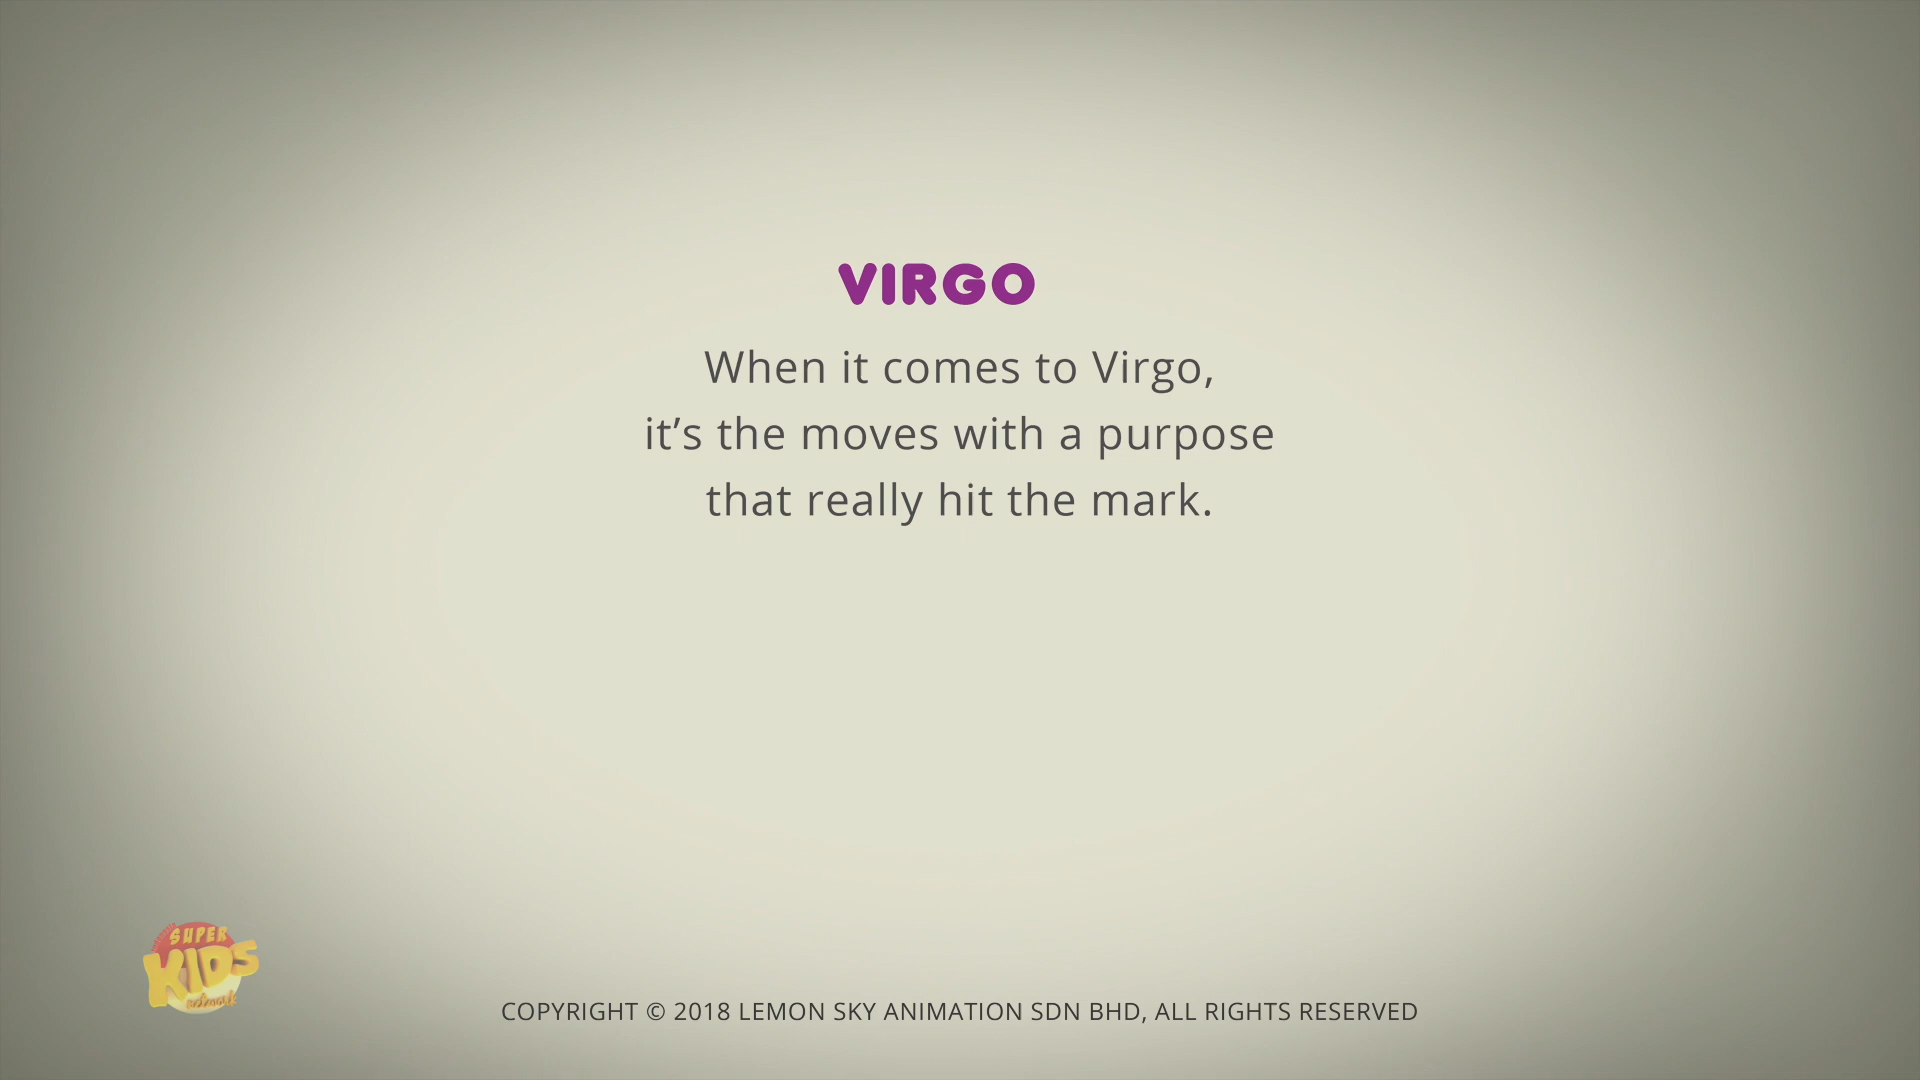 VIRGO
When it comes to Virgo,
it’s the moves with a purpose
that really hit the mark.
SUPER
KIDS
network
COPYRIGHT © 2018 LEMON SKY ANIMATION SDN BHD, ALL RIGHTS RESERVED